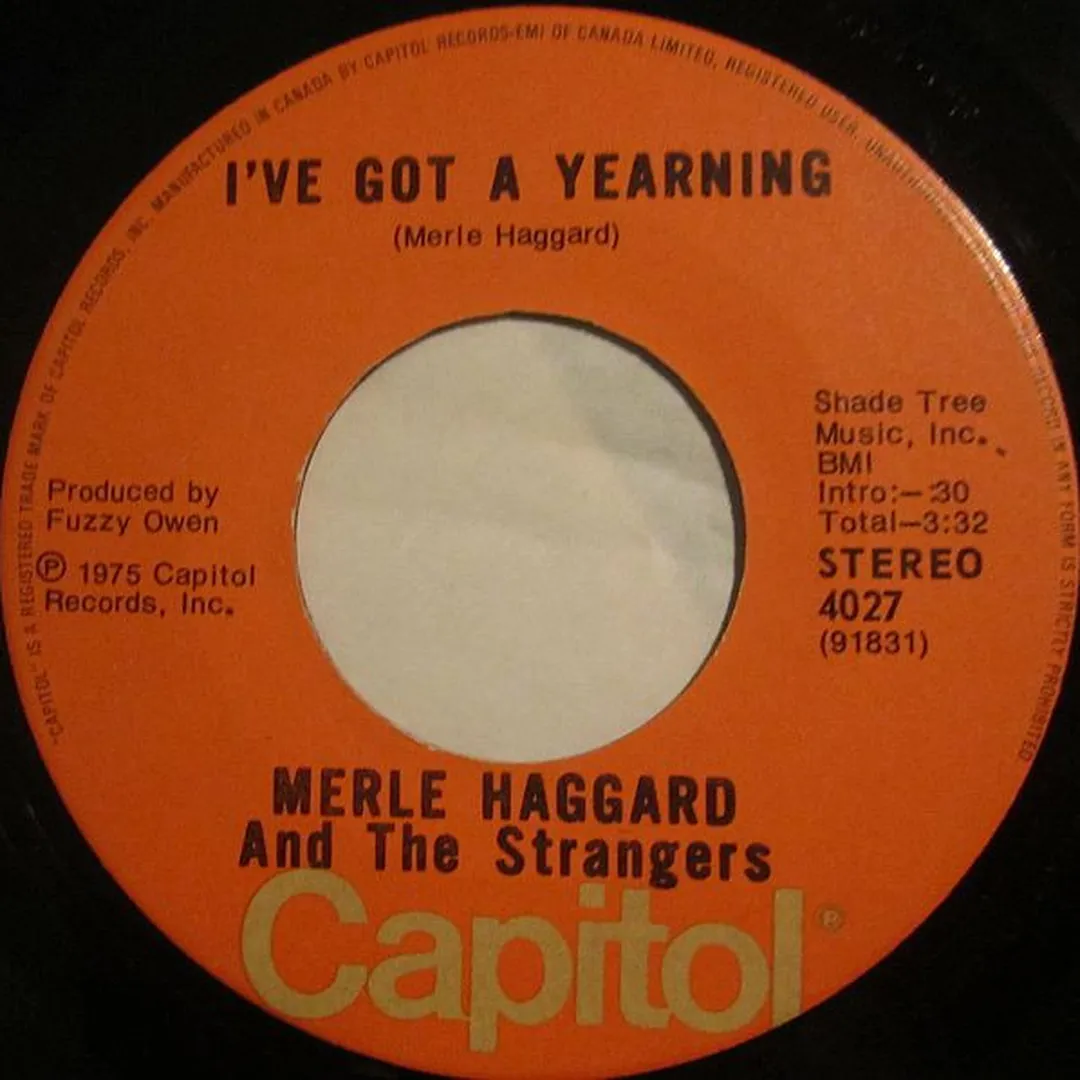 "CAPITOL" IS A REGISTERED TRADE MARK OF CAPITOL RECORDS, INC. MANUFACTURED IN CANADA BY CAPITOL RECORDS-EMI OF CANADA LIMITED, REGISTERED USER. RECORD IN ANY FORM IS STRICTLY PROHIBITED
I'VE GOT A YEARNING
(Merle Haggard)
Shade Tree
Music, Inc.
BMI
Intro:–:30
Total–3:32
STEREO
4027
(91831)
Produced by
Fuzzy Owen
Ⓟ 1975 Capitol
Records, Inc.
MERLE HAGGARD
And The Strangers
Capitol®